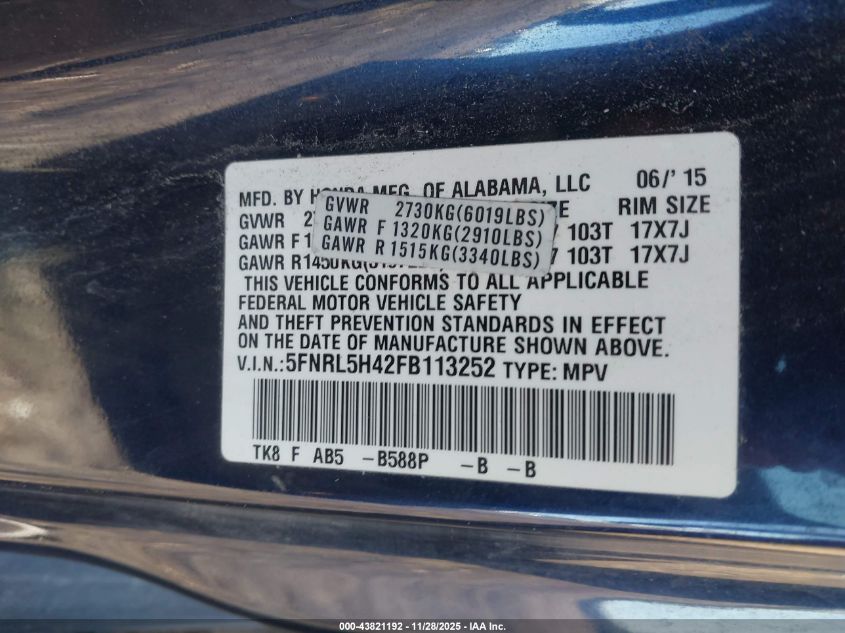 MFD. BY HONDA MFG. OF ALABAMA, LLC 06/' 15
RIM SIZE
GVWR
GAWR F 103T 17X7J
GAWR R1450KG 103T 17X7J
GVWR 2730KG(6019LBS)
GAWR F 1320KG(2910LBS)
GAWR R 1515KG(3340LBS)
THIS VEHICLE CONFORMS TO ALL APPLICABLE
FEDERAL MOTOR VEHICLE SAFETY
AND THEFT PREVENTION STANDARDS IN EFFECT
ON THE DATE OF MANUFACTURE SHOWN ABOVE.
V.I.N.:5FNRL5H42FB113252 TYPE: MPV
TK8 F AB5 -B588P -B -B
000-43821192 - 11/28/2025 - IAA Inc.